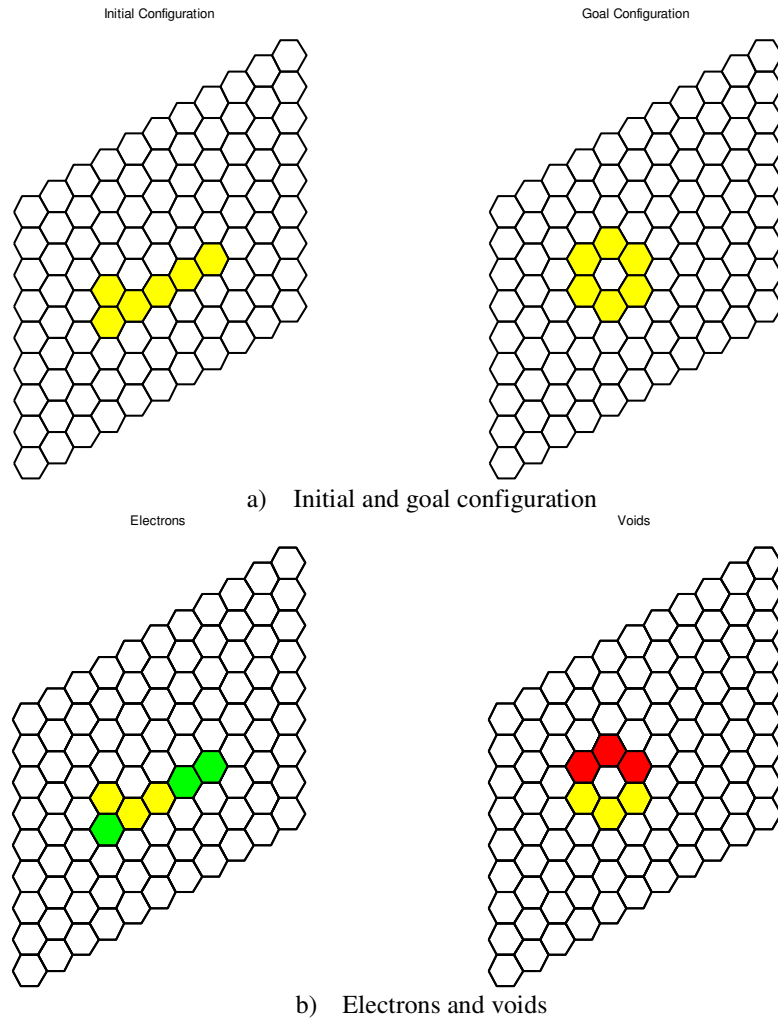 Initial Configuration
Goal Configuration
a) Initial and goal configuration
Electrons
Voids
b) Electrons and voids